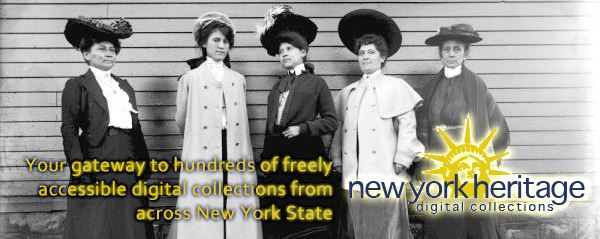 Your gateway to hundreds of freely
accessible digital collections from
across New York State
new york heritage
digital collections